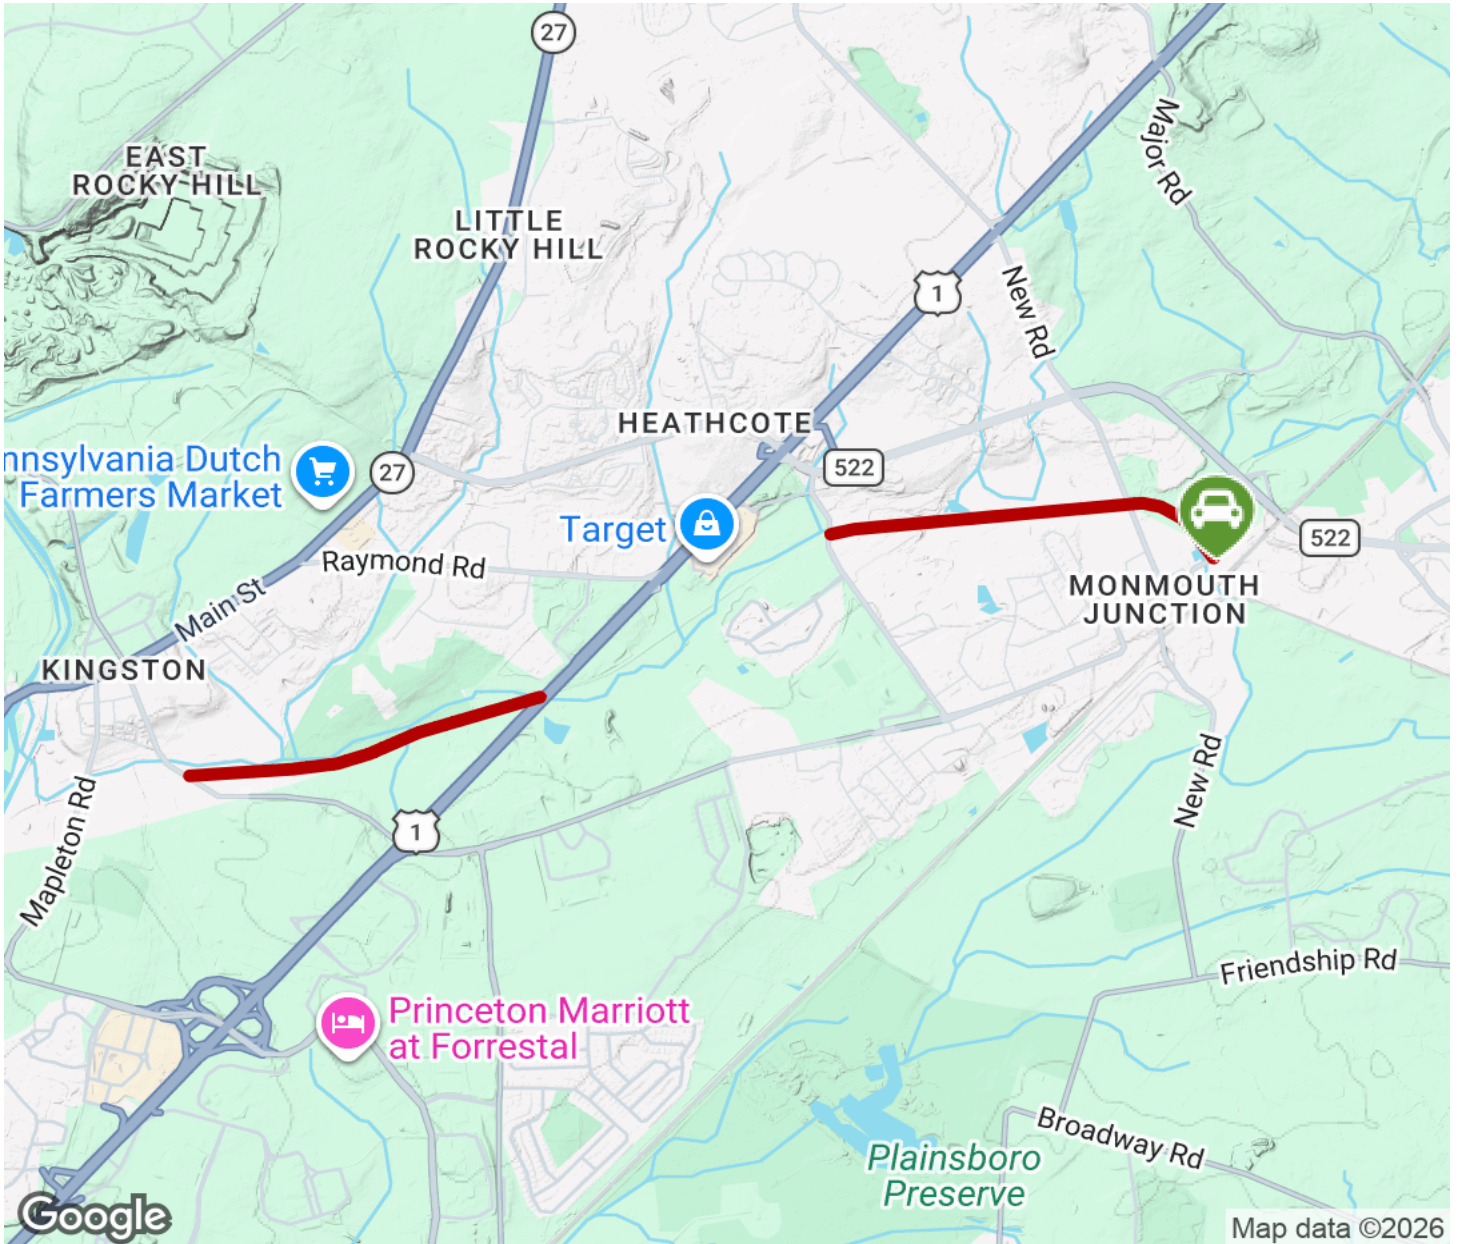 27
Major Rd
EAST
ROCKY HILL
LITTLE
ROCKY HILL
1
New Rd
HEATHCOTE
nnsylvania Dutch
Farmers Market
27
522
Target
522
Raymond Rd
MONMOUTH
JUNCTION
Main St
KINGSTON
New Rd
Mapleton Rd
1
Friendship Rd
Princeton Marriott
at Forrestal
Broadway Rd
Plainsboro
Preserve
Google
Map data ©2026